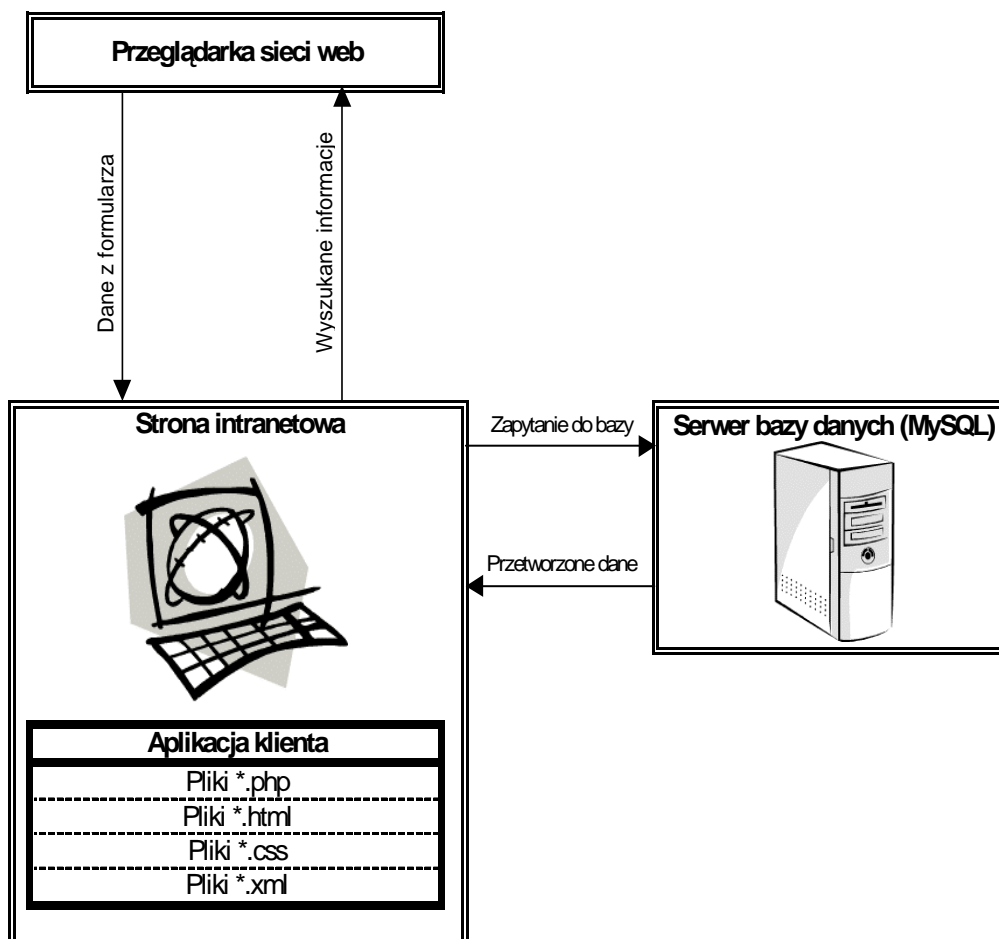 Przeglądarka sieci web
Dane z formularza
Wyszukane informacje
Strona intranetowa
Zapytanie do bazy
Serwer bazy danych (MySQL)
Przetworzone dane
Aplikacja klienta
Pliki *.php
Pliki *.html
Pliki *.css
Pliki *.xml